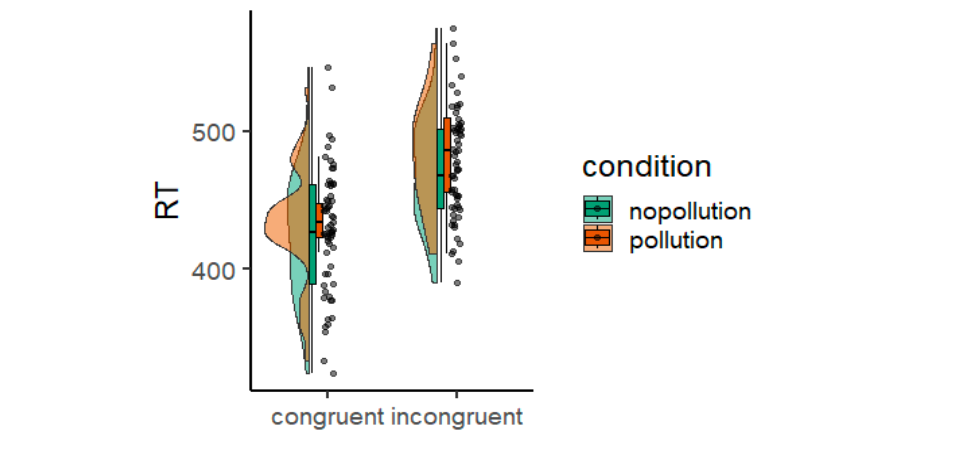 RT
500
400
congruent incongruent
condition
nopollution
pollution